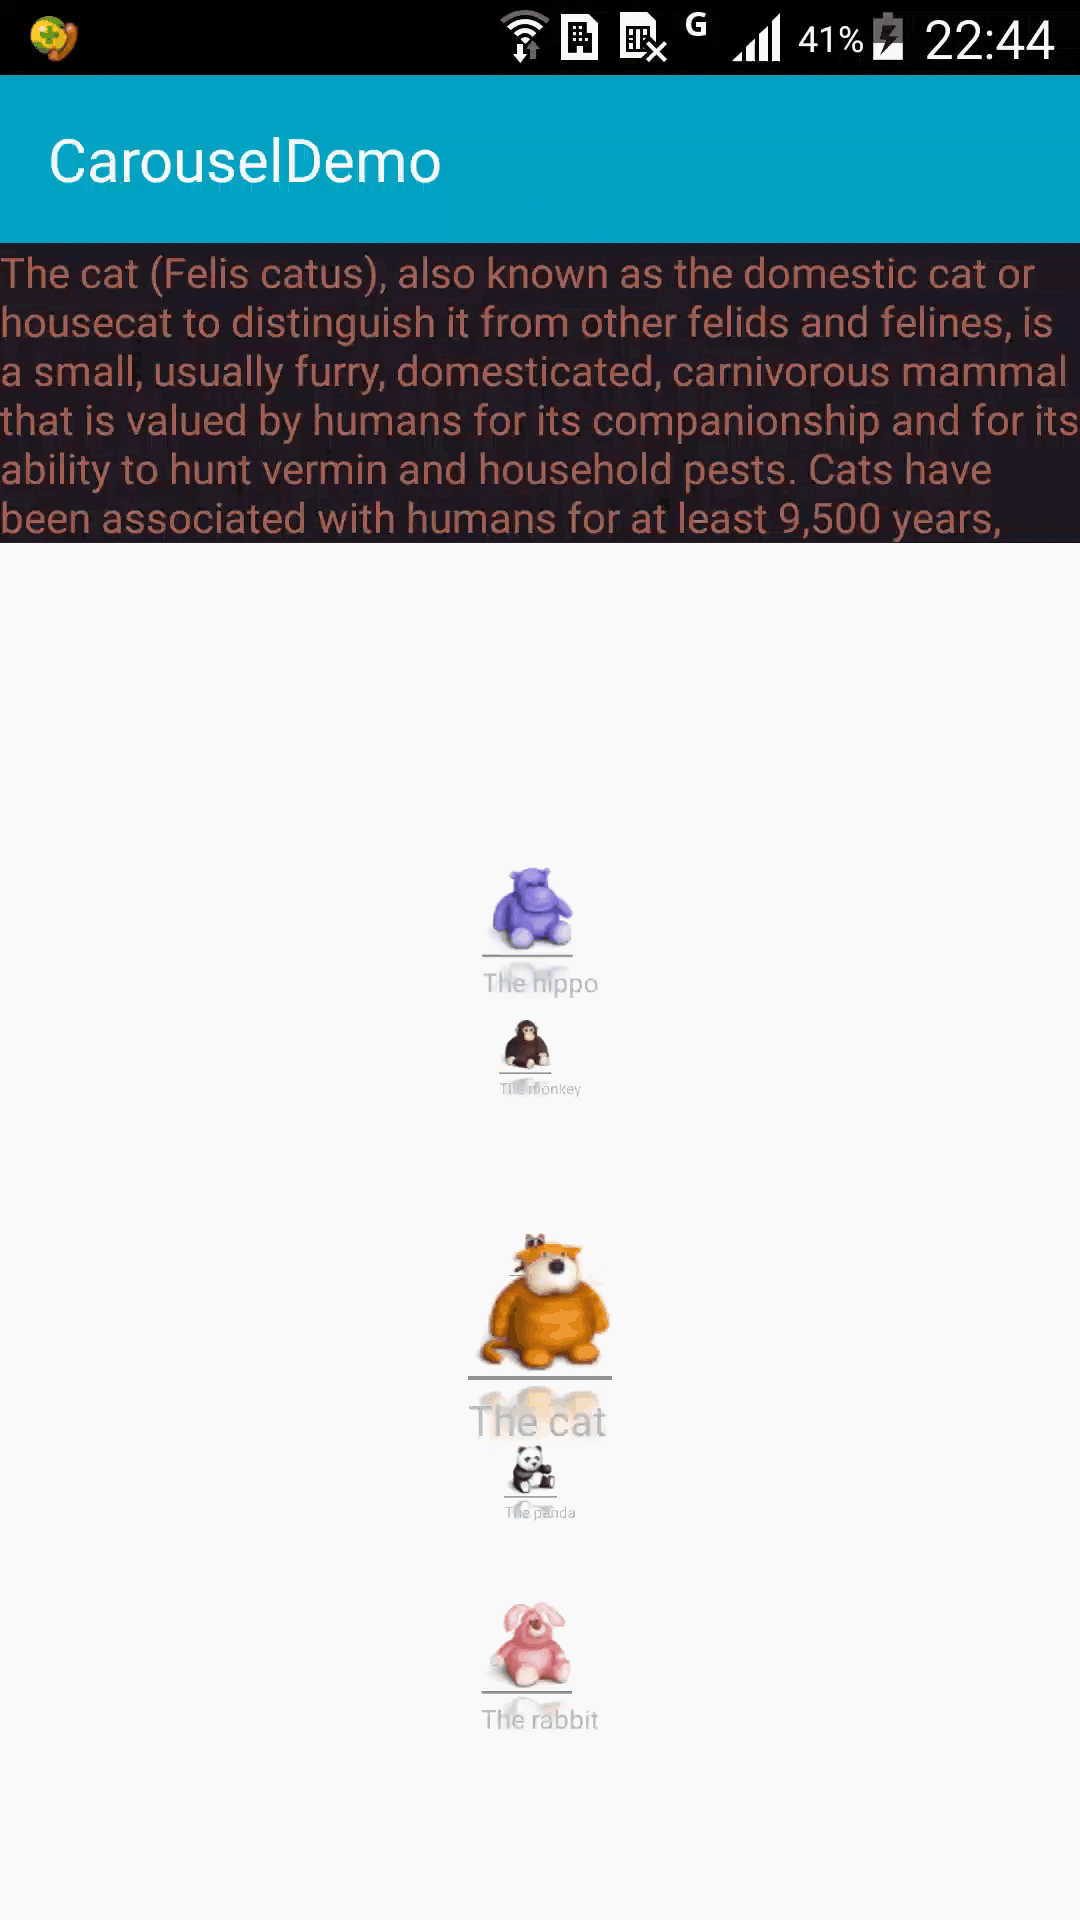 G 41% 22:44
CarouselDemo
The cat (Felis catus), also known as the domestic cat or
housecat to distinguish it from other felids and felines, is
a small, usually furry, domesticated, carnivorous mammal
that is valued by humans for its companionship and for its
ability to hunt vermin and household pests. Cats have
been associated with humans for at least 9,500 years,
The hippo
The monkey
The cat
The panda
The rabbit